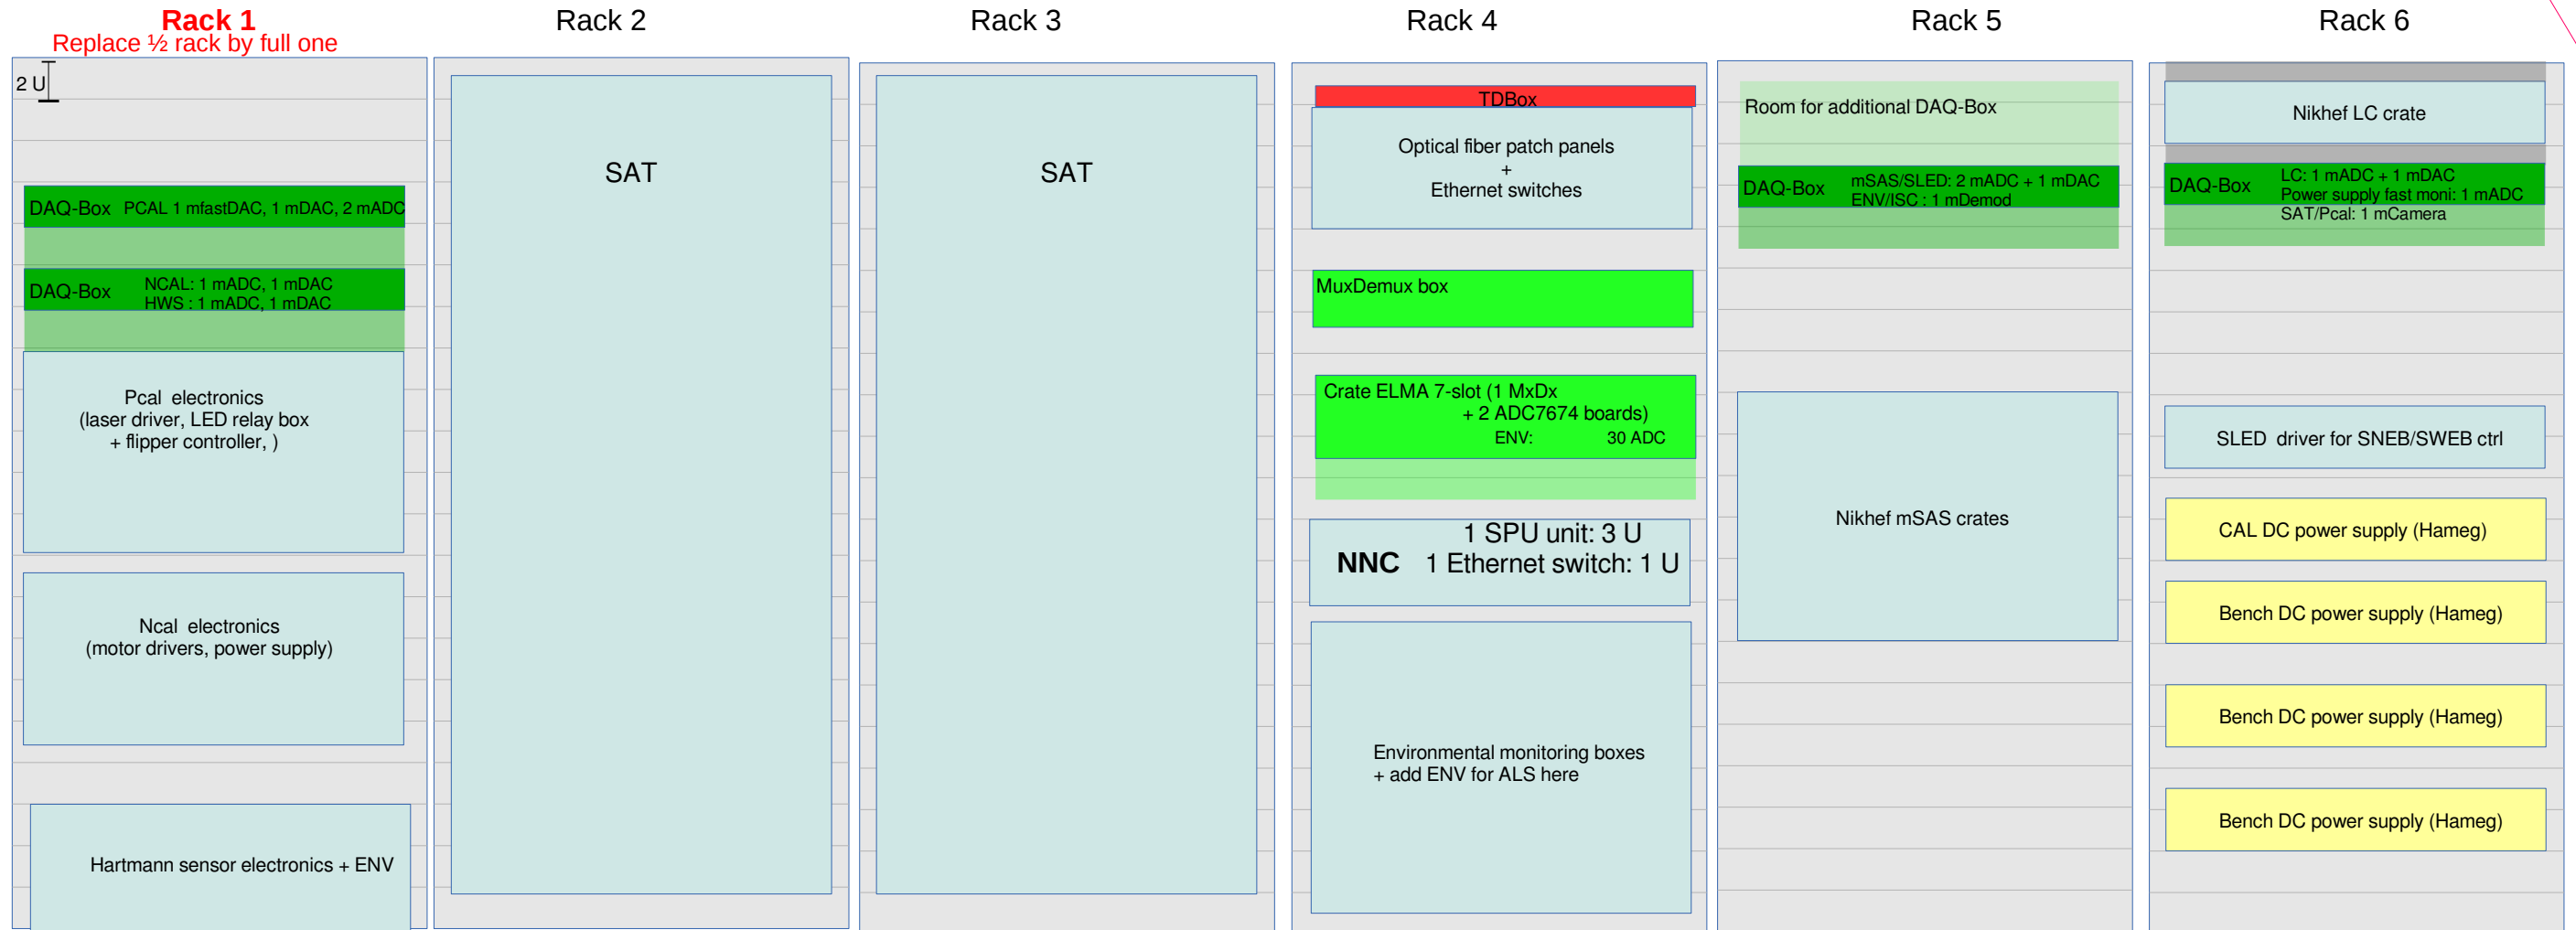 Rack 1
Replace ½ rack by full one
2 U
DAQ-Box PCAL 1 mfastDAC, 1 mDAC, 2 mADC
DAQ-Box NCAL: 1 mADC, 1 mDAC
HWS : 1 mADC, 1 mDAC
Pcal electronics
(laser driver, LED relay box
+ flipper controller, )
Ncal electronics
(motor drivers, power supply)
Hartmann sensor electronics + ENV
Rack 2
SAT
Rack 3
SAT
Rack 4
TDBox
Optical fiber patch panels
+
Ethernet switches
MuxDemux box
Crate ELMA 7-slot (1 MxDx
+ 2 ADC7674 boards)
ENV: 30 ADC
1 SPU unit: 3 U
NNC 1 Ethernet switch: 1 U
Environmental monitoring boxes
+ add ENV for ALS here
Rack 5
Room for additional DAQ-Box
DAQ-Box mSAS/SLED: 2 mADC + 1 mDAC
ENV/ISC : 1 mDemod
Nikhef mSAS crates
Rack 6
Nikhef LC crate
DAQ-Box LC: 1 mADC + 1 mDAC
Power supply fast moni: 1 mADC
SAT/Pcal: 1 mCamera
SLED driver for SNEB/SWEB ctrl
CAL DC power supply (Hameg)
Bench DC power supply (Hameg)
Bench DC power supply (Hameg)
Bench DC power supply (Hameg)